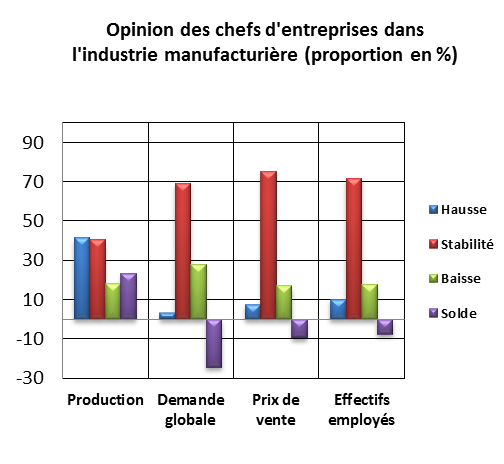 Opinion des chefs d'entreprises dans
l'industrie manufacturière (proportion en %)
90
70
50
30
10
-10
-30
Hausse
Stabilité
Baisse
Solde
Production
Demande
globale
Prix de
vente
Effectifs
employés